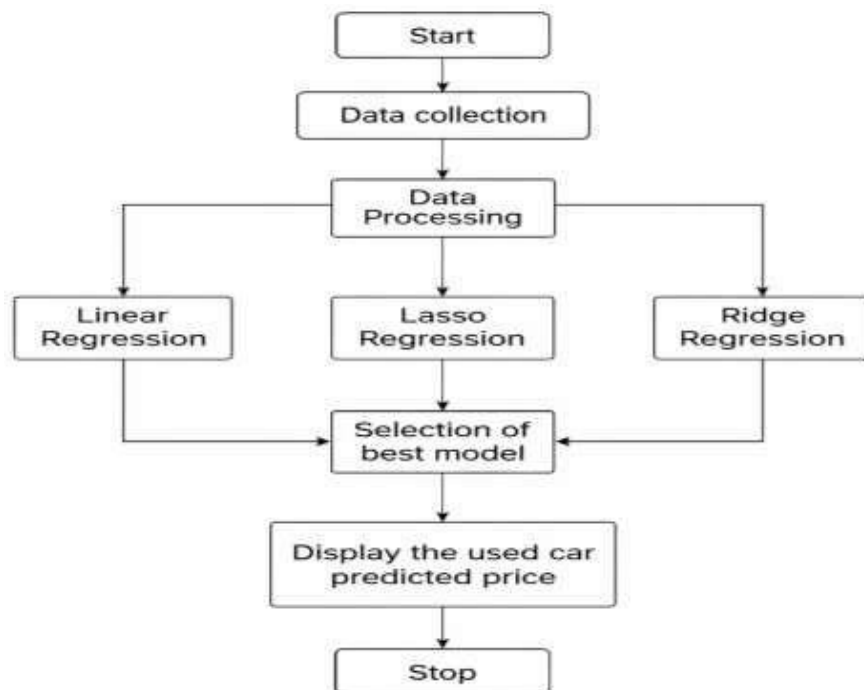 Start
Data collection
Data
Processing
Linear
Regression
Lasso
Regression
Ridge
Regression
Selection of
best model
Display the used car
predicted price
Stop